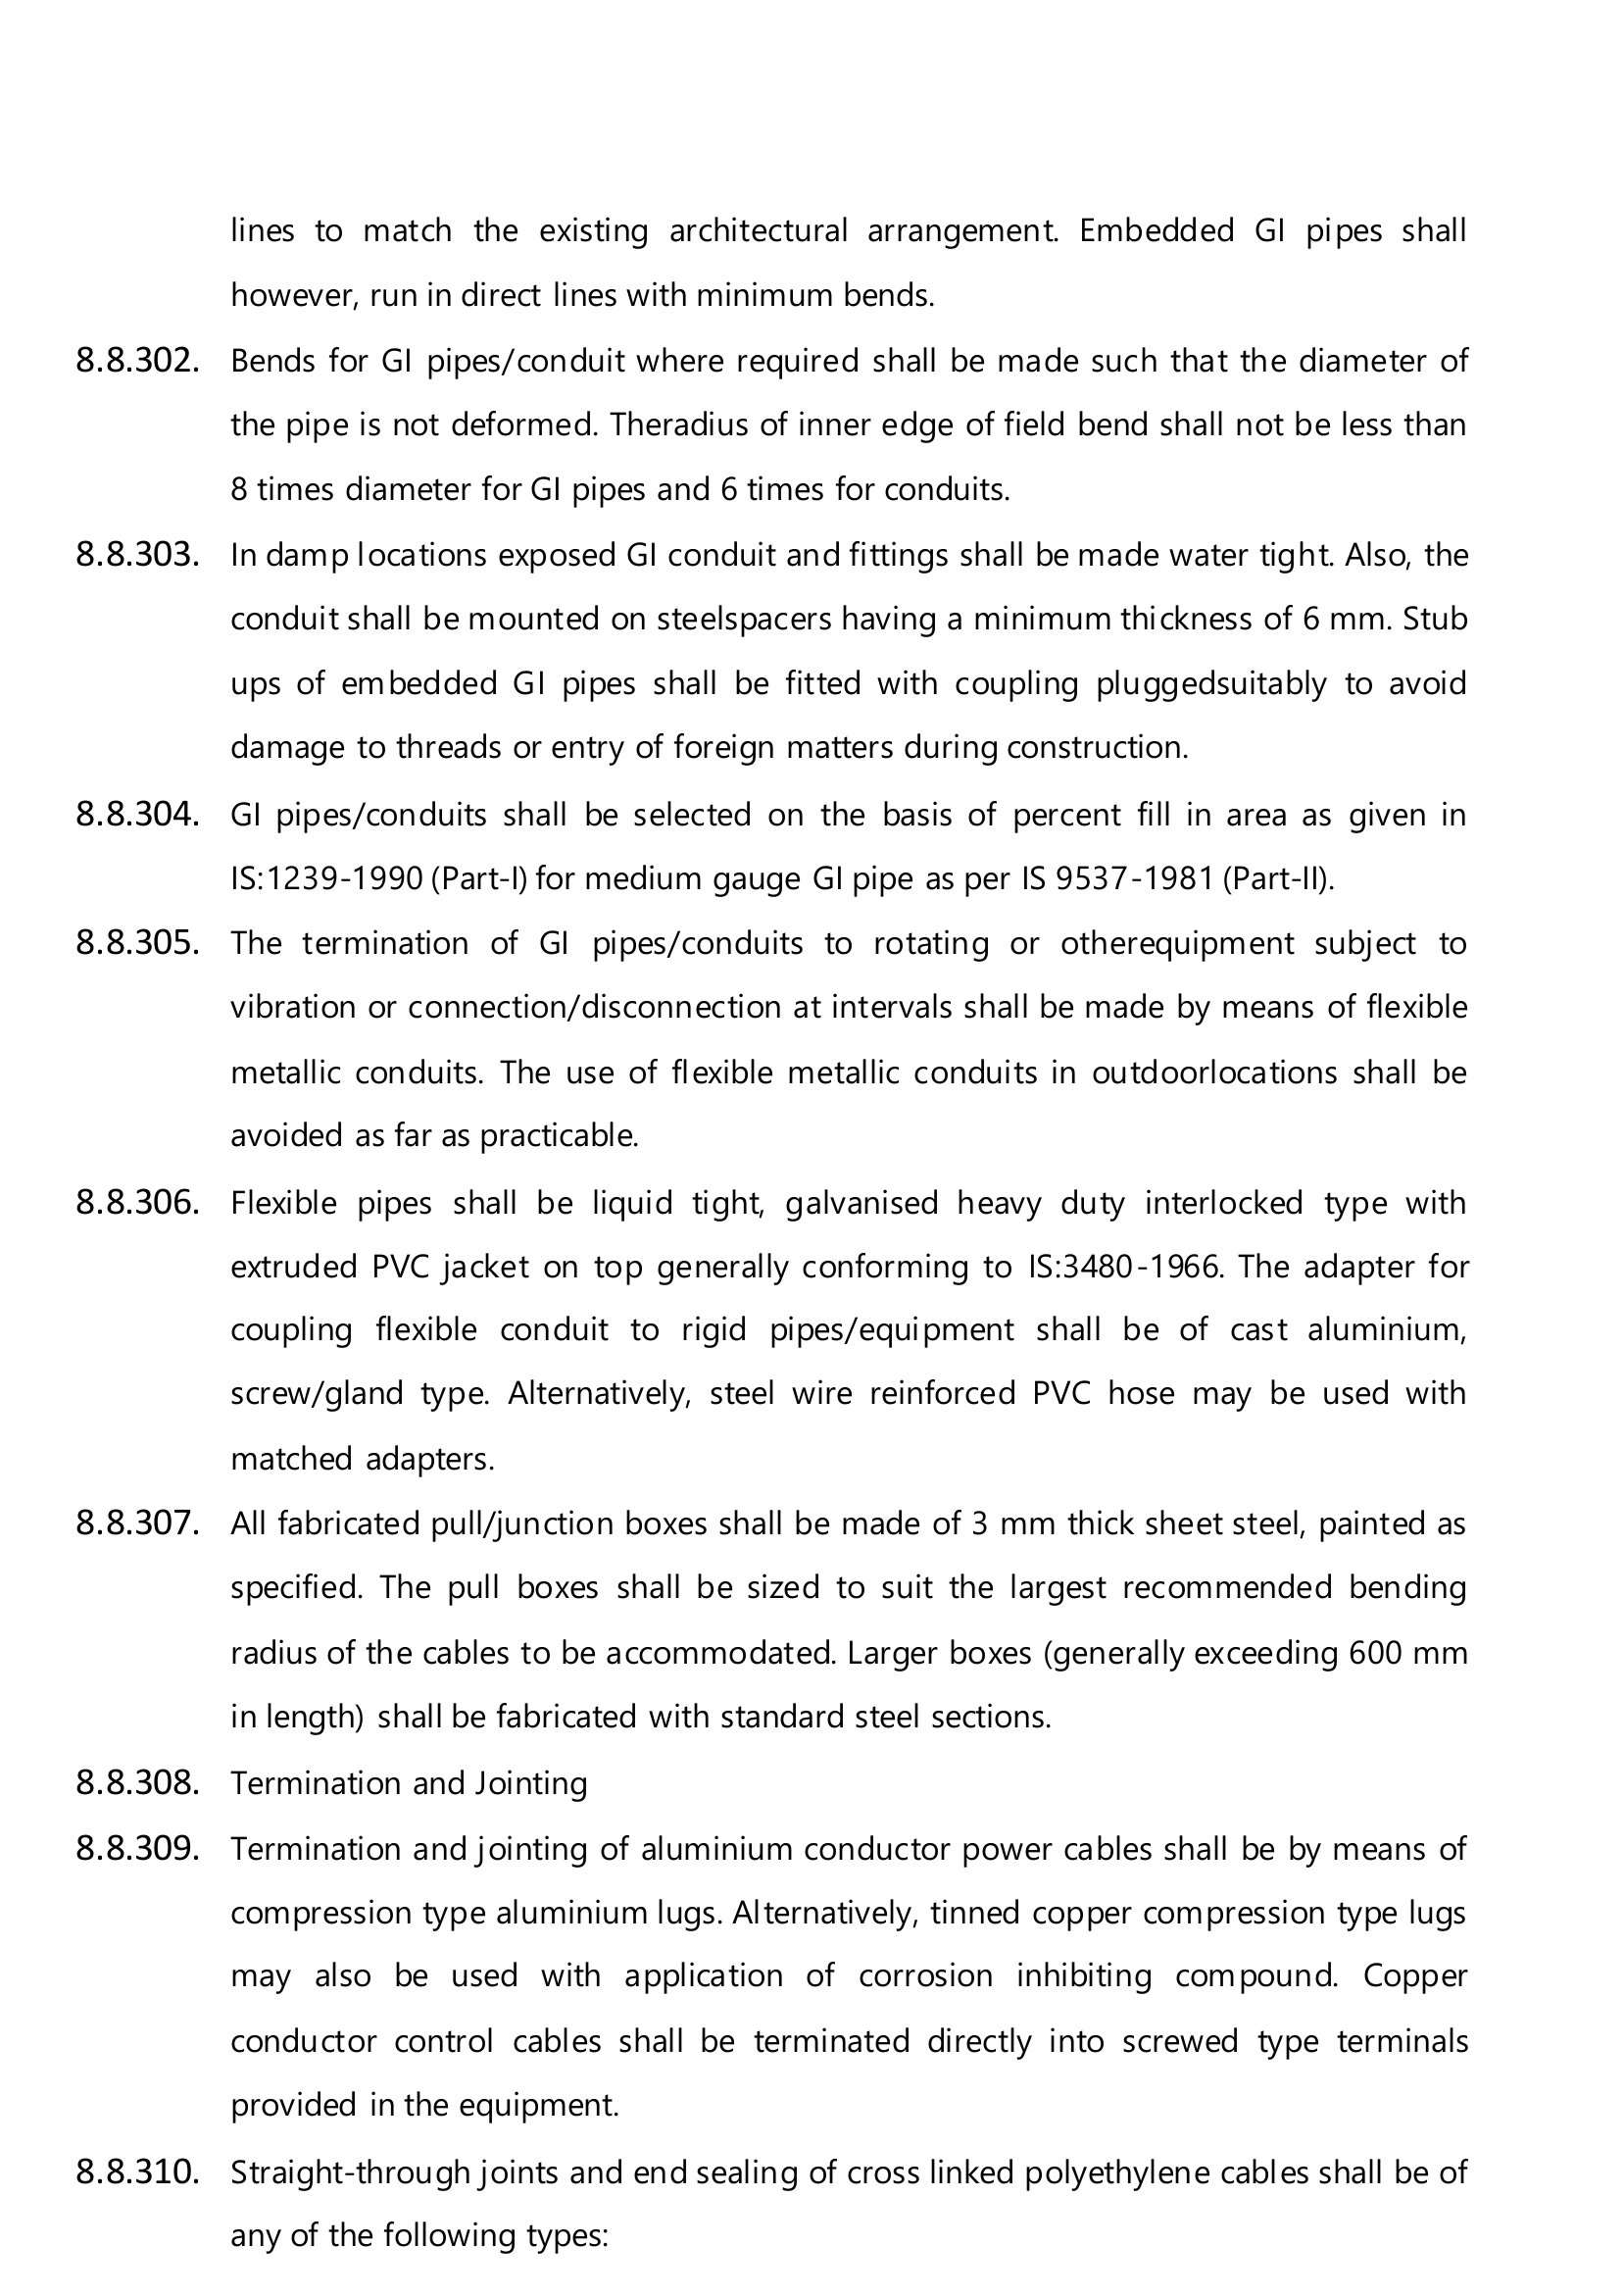 lines to match the existing architectural arrangement. Embedded GI pipes shall
however, run in direct lines with minimum bends.
8.8.302. Bends for GI pipes/conduit where required shall be made such that the diameter of
the pipe is not deformed. Theradius of inner edge of field bend shall not be less than
8 times diameter for GI pipes and 6 times for conduits.
8.8.303. In damp locations exposed GI conduit and fittings shall be made water tight. Also, the
conduit shall be mounted on steelspacers having a minimum thickness of 6 mm. Stub
ups of embedded GI pipes shall be fitted with coupling pluggedsuitably to avoid
damage to threads or entry of foreign matters during construction.
8.8.304. GI pipes/conduits shall be selected on the basis of percent fill in area as given in
IS:1239-1990 (Part-I) for medium gauge GI pipe as per IS 9537-1981 (Part-II).
8.8.305. The termination of GI pipes/conduits to rotating or otherequipment subject to
vibration or connection/disconnection at intervals shall be made by means of flexible
metallic conduits. The use of flexible metallic conduits in outdoorlocations shall be
avoided as far as practicable.
8.8.306. Flexible pipes shall be liquid tight, galvanised heavy duty interlocked type with
extruded PVC jacket on top generally conforming to IS:3480-1966. The adapter for
coupling flexible conduit to rigid pipes/equipment shall be of cast aluminium,
screw/gland type. Alternatively, steel wire reinforced PVC hose may be used with
matched adapters.
8.8.307. All fabricated pull/junction boxes shall be made of 3 mm thick sheet steel, painted as
specified. The pull boxes shall be sized to suit the largest recommended bending
radius of the cables to be accommodated. Larger boxes (generally exceeding 600 mm
in length) shall be fabricated with standard steel sections.
8.8.308. Termination and Jointing
8.8.309. Termination and jointing of aluminium conductor power cables shall be by means of
compression type aluminium lugs. Alternatively, tinned copper compression type lugs
may also be used with application of corrosion inhibiting compound. Copper
conductor control cables shall be terminated directly into screwed type terminals
provided in the equipment.
8.8.310. Straight-through joints and end sealing of cross linked polyethylene cables shall be of
any of the following types: